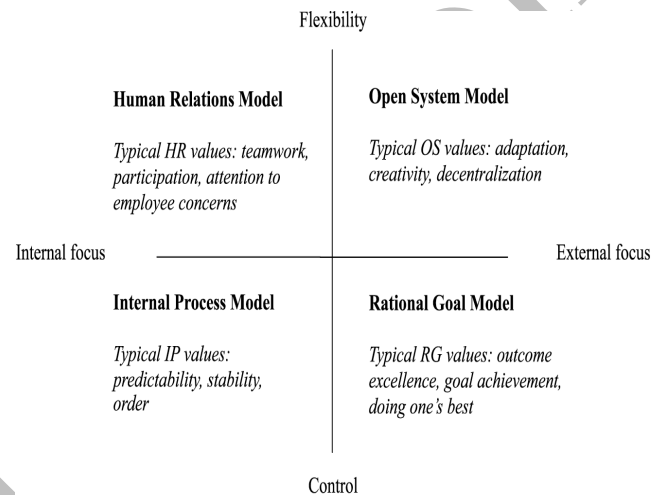 Flexibility
Human Relations Model
Typical HR values: teamwork,
participation, attention to
employee concerns
Open System Model
Typical OS values: adaptation,
creativity, decentralization
Internal focus
External focus
Internal Process Model
Typical IP values:
predictability, stability,
order
Rational Goal Model
Typical RG values: outcome
excellence, goal achievement,
doing one's best
Control